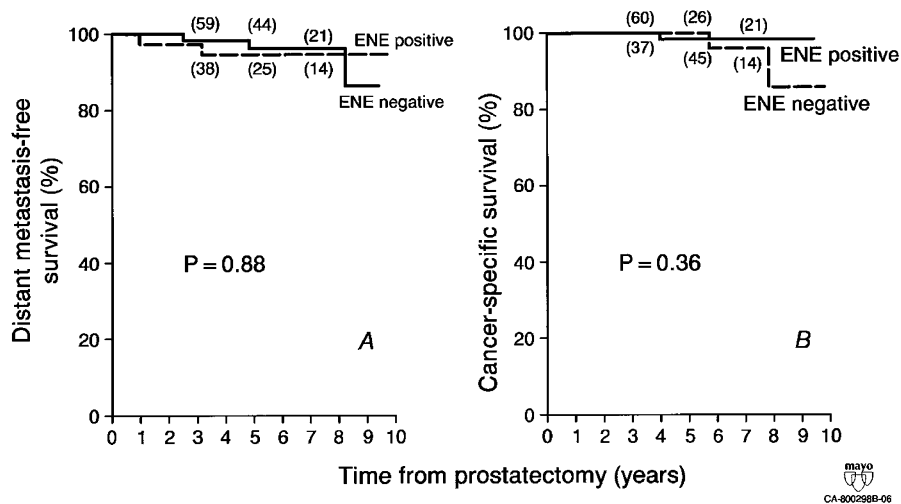 Distant metastasis-free
survival (%)
100
80
60
40
20
0
(59)
(44)
(21)
ENE positive
(38)
(25)
(14)
ENE negative
P = 0.88
A
0 1 2 3 4 5 6 7 8 9 10
Cancer-specific survival (%)
100
80
60
40
20
0
(60)
(26)
(21)
(37)
(45)
(14)
ENE positive
ENE negative
P = 0.36
B
0 1 2 3 4 5 6 7 8 9 10
Time from prostatectomy (years)
mayo
CA-800298B-06